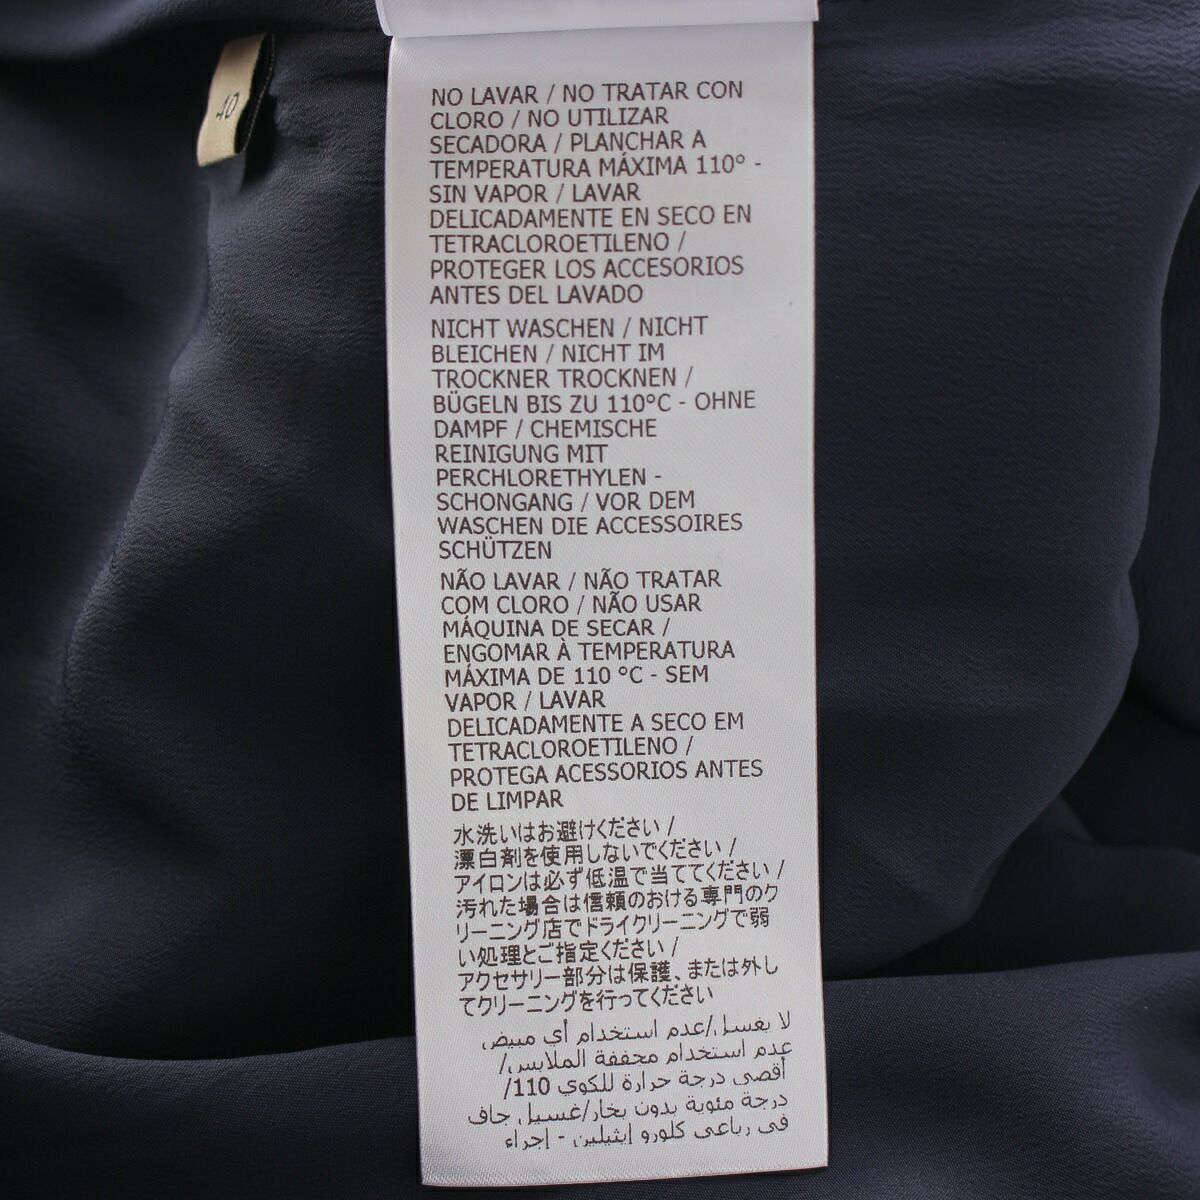 40
NO LAVAR / NO TRATAR CON
CLORO / NO UTILIZAR
SECADORA / PLANCHAR A
TEMPERATURA MÁXIMA 110° -
SIN VAPOR / LAVAR
DELICADAMENTE EN SECO EN
TETRACLOROETILENO /
PROTEGER LOS ACCESORIOS
ANTES DEL LAVADO
NICHT WASCHEN / NICHT
BLEICHEN / NICHT IM
TROCKNER TROCKNEN /
BÜGELN BIS ZU 110°C - OHNE
DAMPF / CHEMISCHE
REINIGUNG MIT
PERCHLORETHYLEN -
SCHONGANG / VOR DEM
WASCHEN DIE ACCESSOIRES
SCHÜTZEN
NÃO LAVAR / NÃO TRATAR
COM CLORO / NÃO USAR
MÁQUINA DE SECAR /
ENGOMAR À TEMPERATURA
MÁXIMA DE 110 °C - SEM
VAPOR / LAVAR
DELICADAMENTE A SECO EM
TETRACLOROETILENO /
PROTEGA ACESSORIOS ANTES
DE LIMPAR
水洗いはお避けください /
漂白剤を使用しないでください /
アイロンは必ず低温で当ててください /
汚れた場合は信頼のおける専門のク
リーニング店でドライクリーニングで弱
い処理とご指定ください /
アクセサリー部分は保護、または外し
てクリーニングを行ってください
لا يغسل/عدم استخدام أي مبيض
عدم استخدام مجففة الملابس/
أقصى درجة حرارة للكوي 110/
درجة مئوية بدون بخار/غسيل جاف
في رباعي كلورو إيثيلين - إجراء